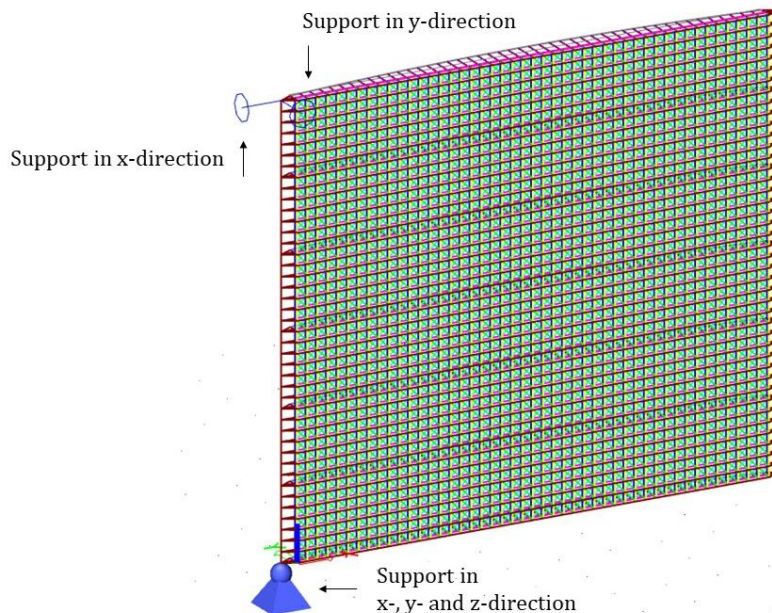 Support in y-direction
Support in x-direction
Support in
x-, y- and z-direction